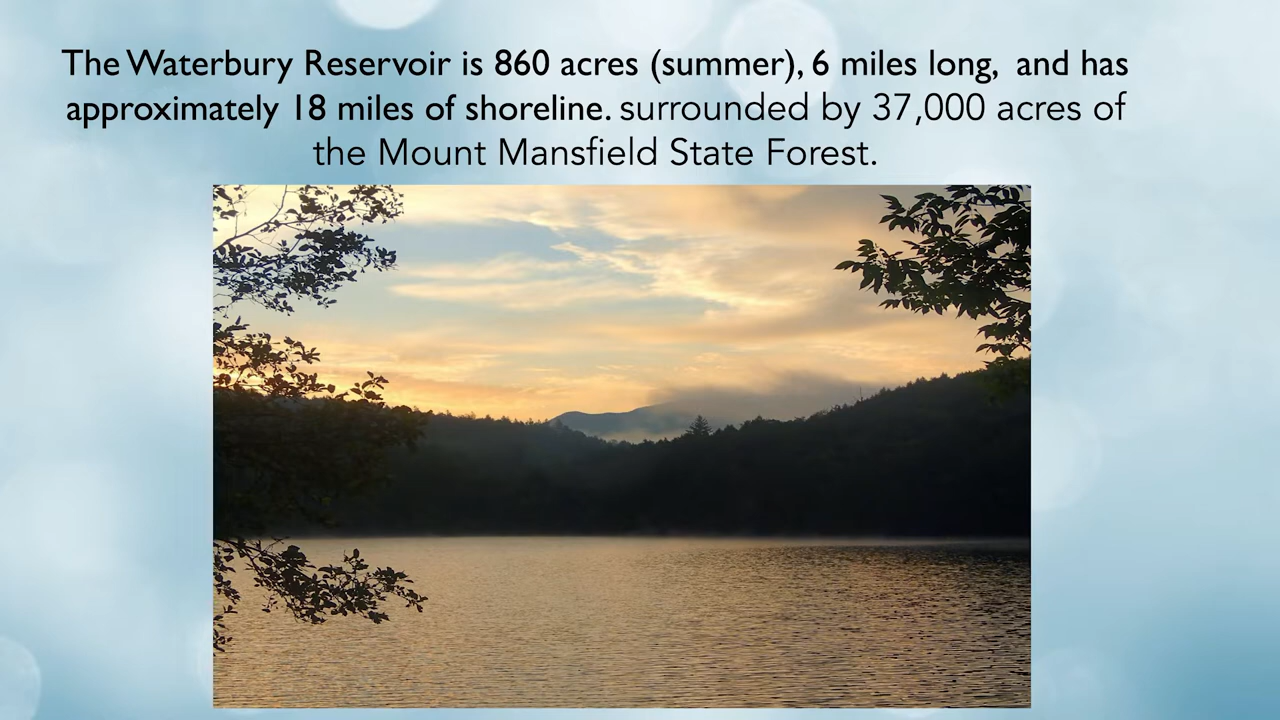 The Waterbury Reservoir is 860 acres (summer), 6 miles long, and has
approximately 18 miles of shoreline. surrounded by 37,000 acres of
the Mount Mansfield State Forest.